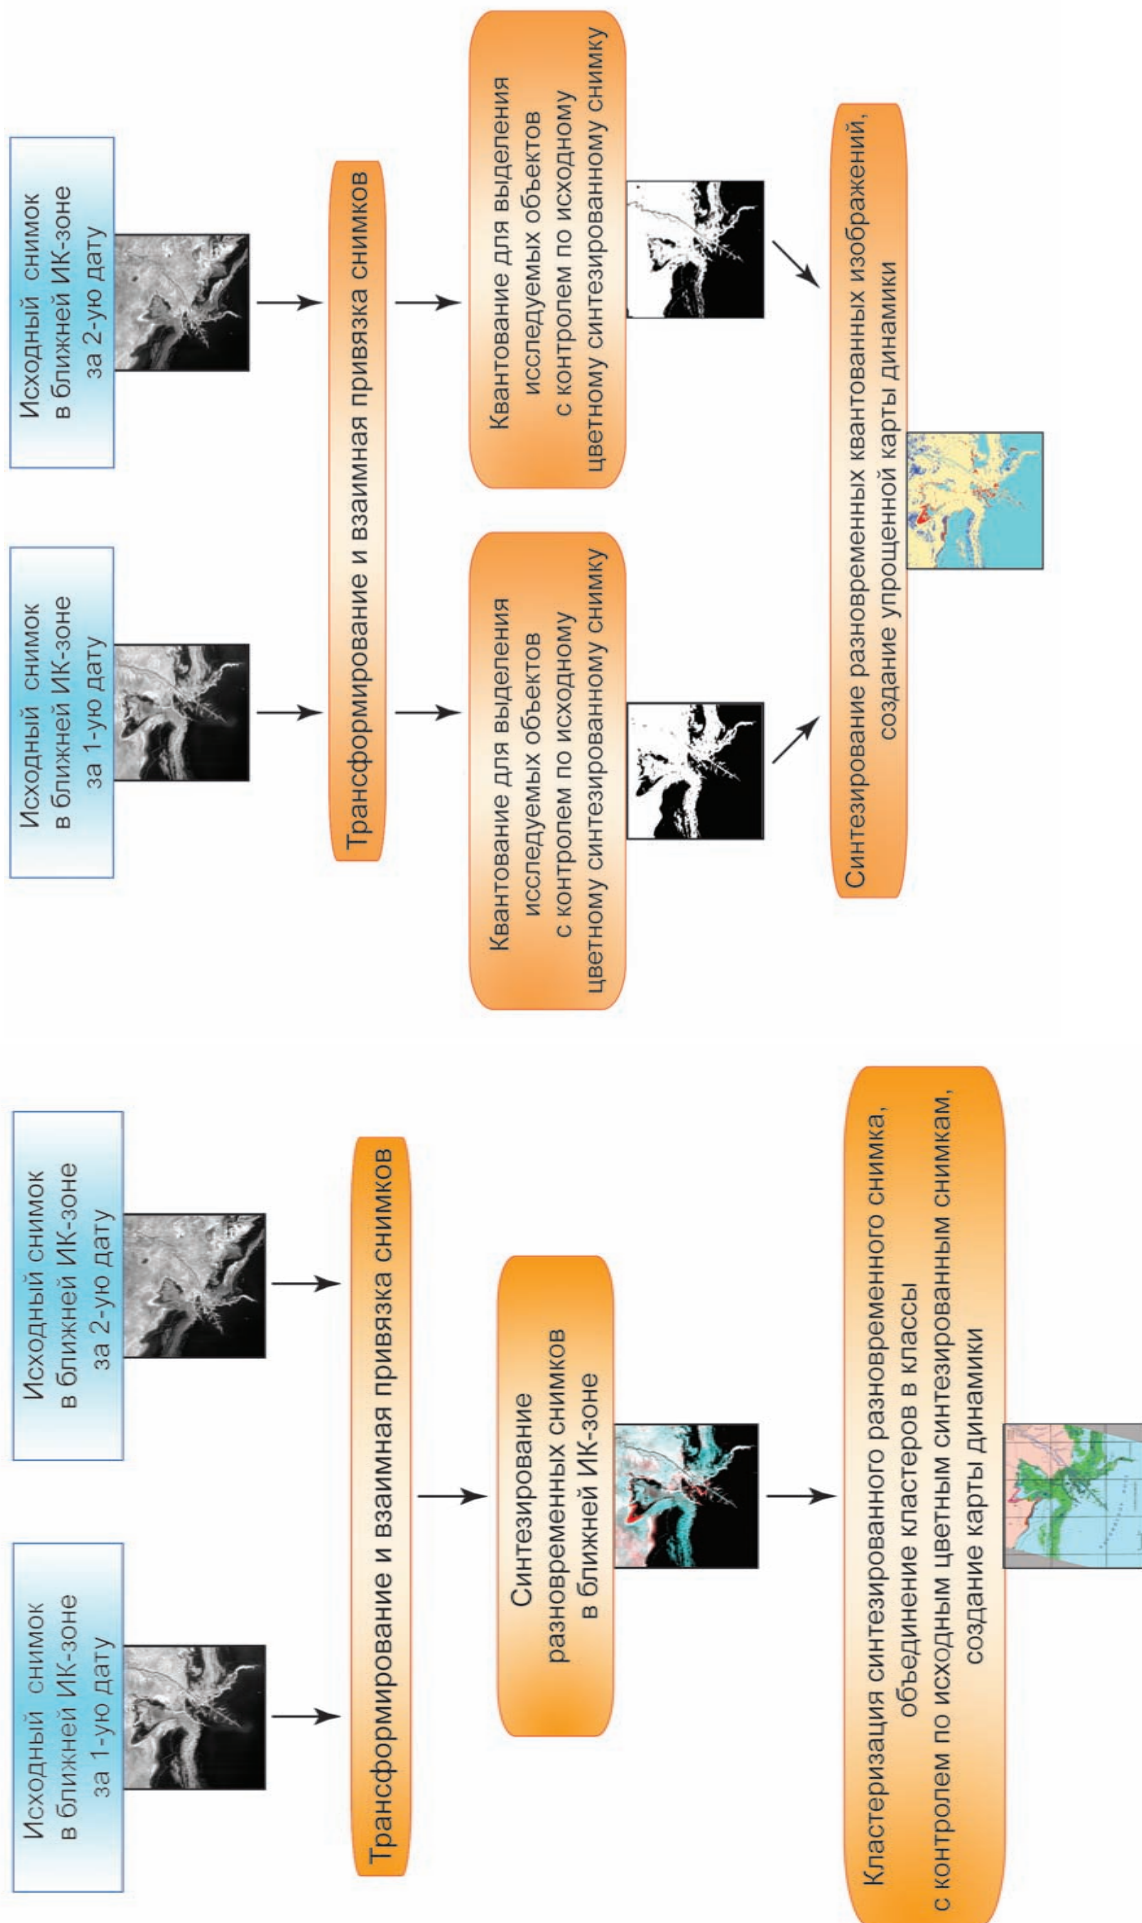 Исходный снимок
в ближней ИК-зоне
за 1-ую дату
Исходный снимок
в ближней ИК-зоне
за 2-ую дату
Трансформирование и взаимная привязка снимков
Синтезирование
разновременных снимков
в ближней ИК-зоне
Кластеризация синтезированного разновременного снимка,
объединение кластеров в классы
с контролем по исходным цветным синтезированным снимкам,
создание карты динамики
Исходный снимок
в ближней ИК-зоне
за 1-ую дату
Исходный снимок
в ближней ИК-зоне
за 2-ую дату
Трансформирование и взаимная привязка снимков
Квантование для выделения
исследуемых объектов
с контролем по исходному
цветному синтезированному снимку
Квантование для выделения
исследуемых объектов
с контролем по исходному
цветному синтезированному снимку
Синтезирование разновременных квантованных изображений,
создание упрощенной карты динамики